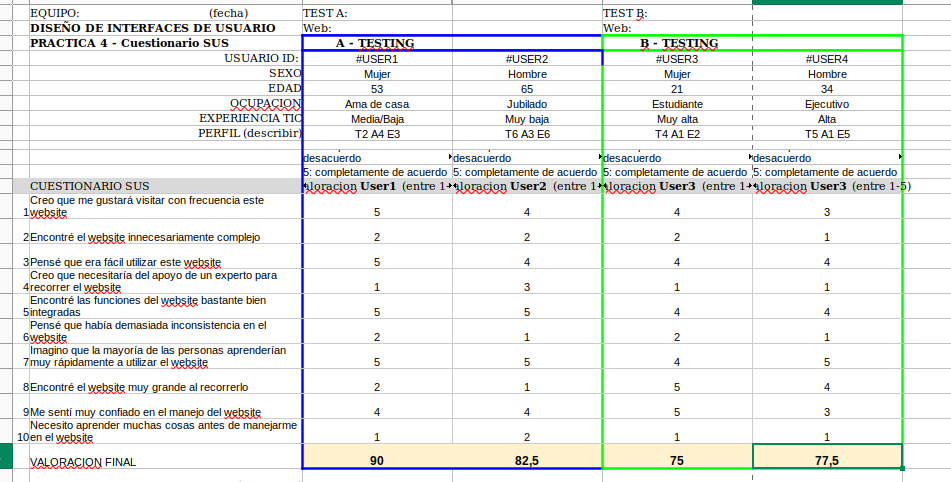 EQUIPO: (fecha) TEST A: TEST B:
DISEÑO DE INTERFACES DE USUARIO Web: Web:
PRACTICA 4 - Cuestionario SUS A - TESTING B - TESTING
USUARIO ID: #USER1 #USER2 #USER3 #USER4
SEXO Mujer Hombre Mujer Hombre
EDAD 53 65 21 34
OCUPACION Ama de casa Jubilado Estudiante Ejecutivo
EXPERIENCIA TIC Media/Baja Muy baja Muy alta Alta
PERFIL (describir) T2 A4 E3 T6 A3 E6 T4 A1 E2 T5 A1 E5
desacuerdo desacuerdo desacuerdo desacuerdo
5: completamente de acuerdo 5: completamente de acuerdo 5: completamente de acuerdo 5: completamente de acuerdo
CUESTIONARIO SUS aloracion User1 (entre 1- aloracion User2 (entre 1- aloracion User3 (entre 1- aloracion User3 (entre 1-5)
Creo que me gustará visitar con frecuencia este
1 website 5 4 4 3
2 Encontré el website innecesariamente complejo 2 2 2 1
3 Pensé que era fácil utilizar este website 5 4 4 4
Creo que necesitaría del apoyo de un experto para
4 recorrer el website 1 3 1 1
Encontré las funciones del website bastante bien
5 integradas 5 5 4 4
Pensé que había demasiada inconsistencia en el
6 website 2 1 2 1
Imagino que la mayoría de las personas aprenderían
7 muy rápidamente a utilizar el website 5 5 4 5
8 Encontré el website muy grande al recorrerlo 2 1 5 4
9 Me sentí muy confiado en el manejo del website 4 4 5 3
Necesito aprender muchas cosas antes de manejarme
10 en el website 1 2 1 1
VALORACION FINAL 90 82,5 75 77,5